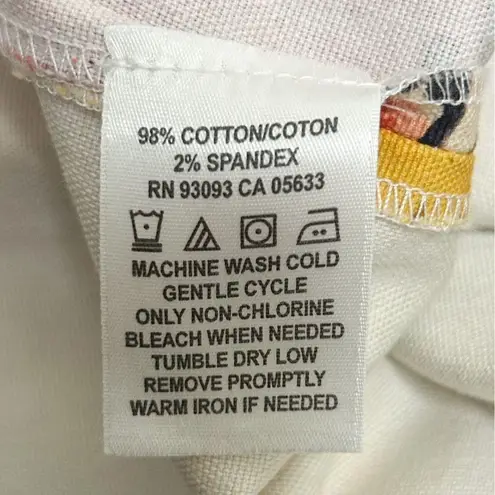 98% COTTON/COTON
2% SPANDEX
RN 93093 CA 05633
MACHINE WASH COLD
GENTLE CYCLE
ONLY NON-CHLORINE
BLEACH WHEN NEEDED
TUMBLE DRY LOW
REMOVE PROMPTLY
WARM IRON IF NEEDED